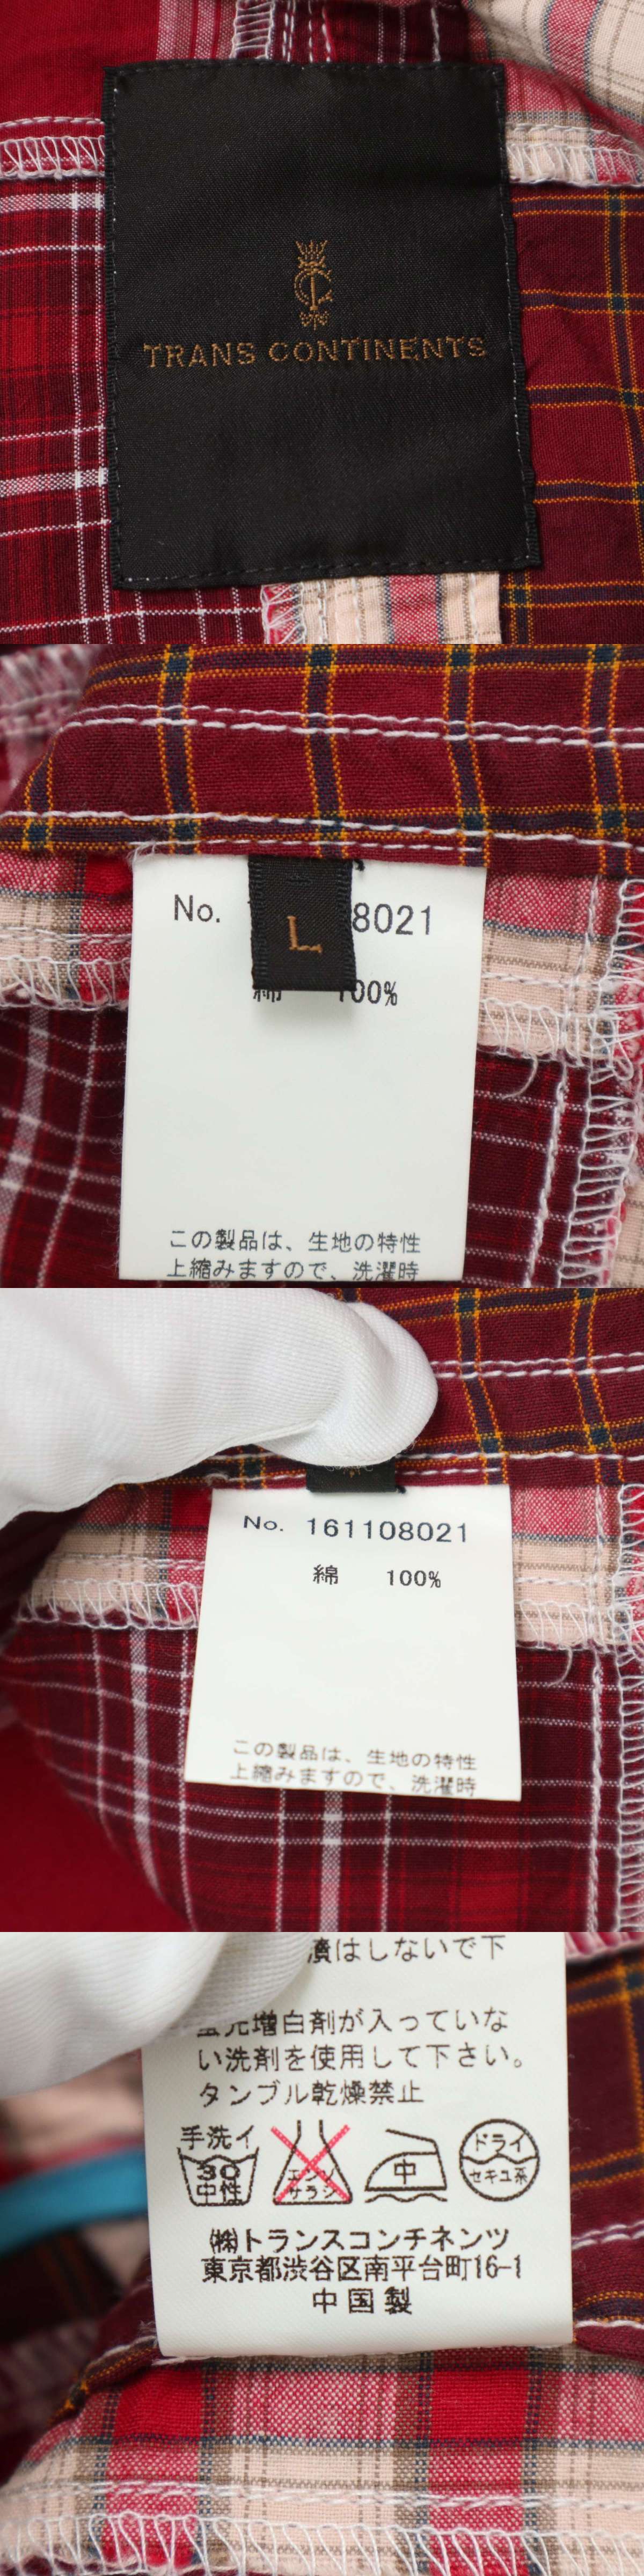 TRANS CONTINENTS
No. 8021
L
綿 100%
この製品は、生地の特性
上縮みますので、洗濯時
No. 161108021
綿 100%
この製品は、生地の特性
上縮みますので、洗濯時
漬はしないで下
光増白剤が入っていな
い洗剤を使用して下さい。
タンブル乾燥禁止
手洗イ
30
中性
エンソ
サラシ
中
ドライ
セキユ系
㈱トランスコンチネンツ
東京都渋谷区南平台町16-1
中国製